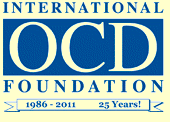 INTERNATIONAL
OCD
FOUNDATION
1986 - 2011 25 Years!